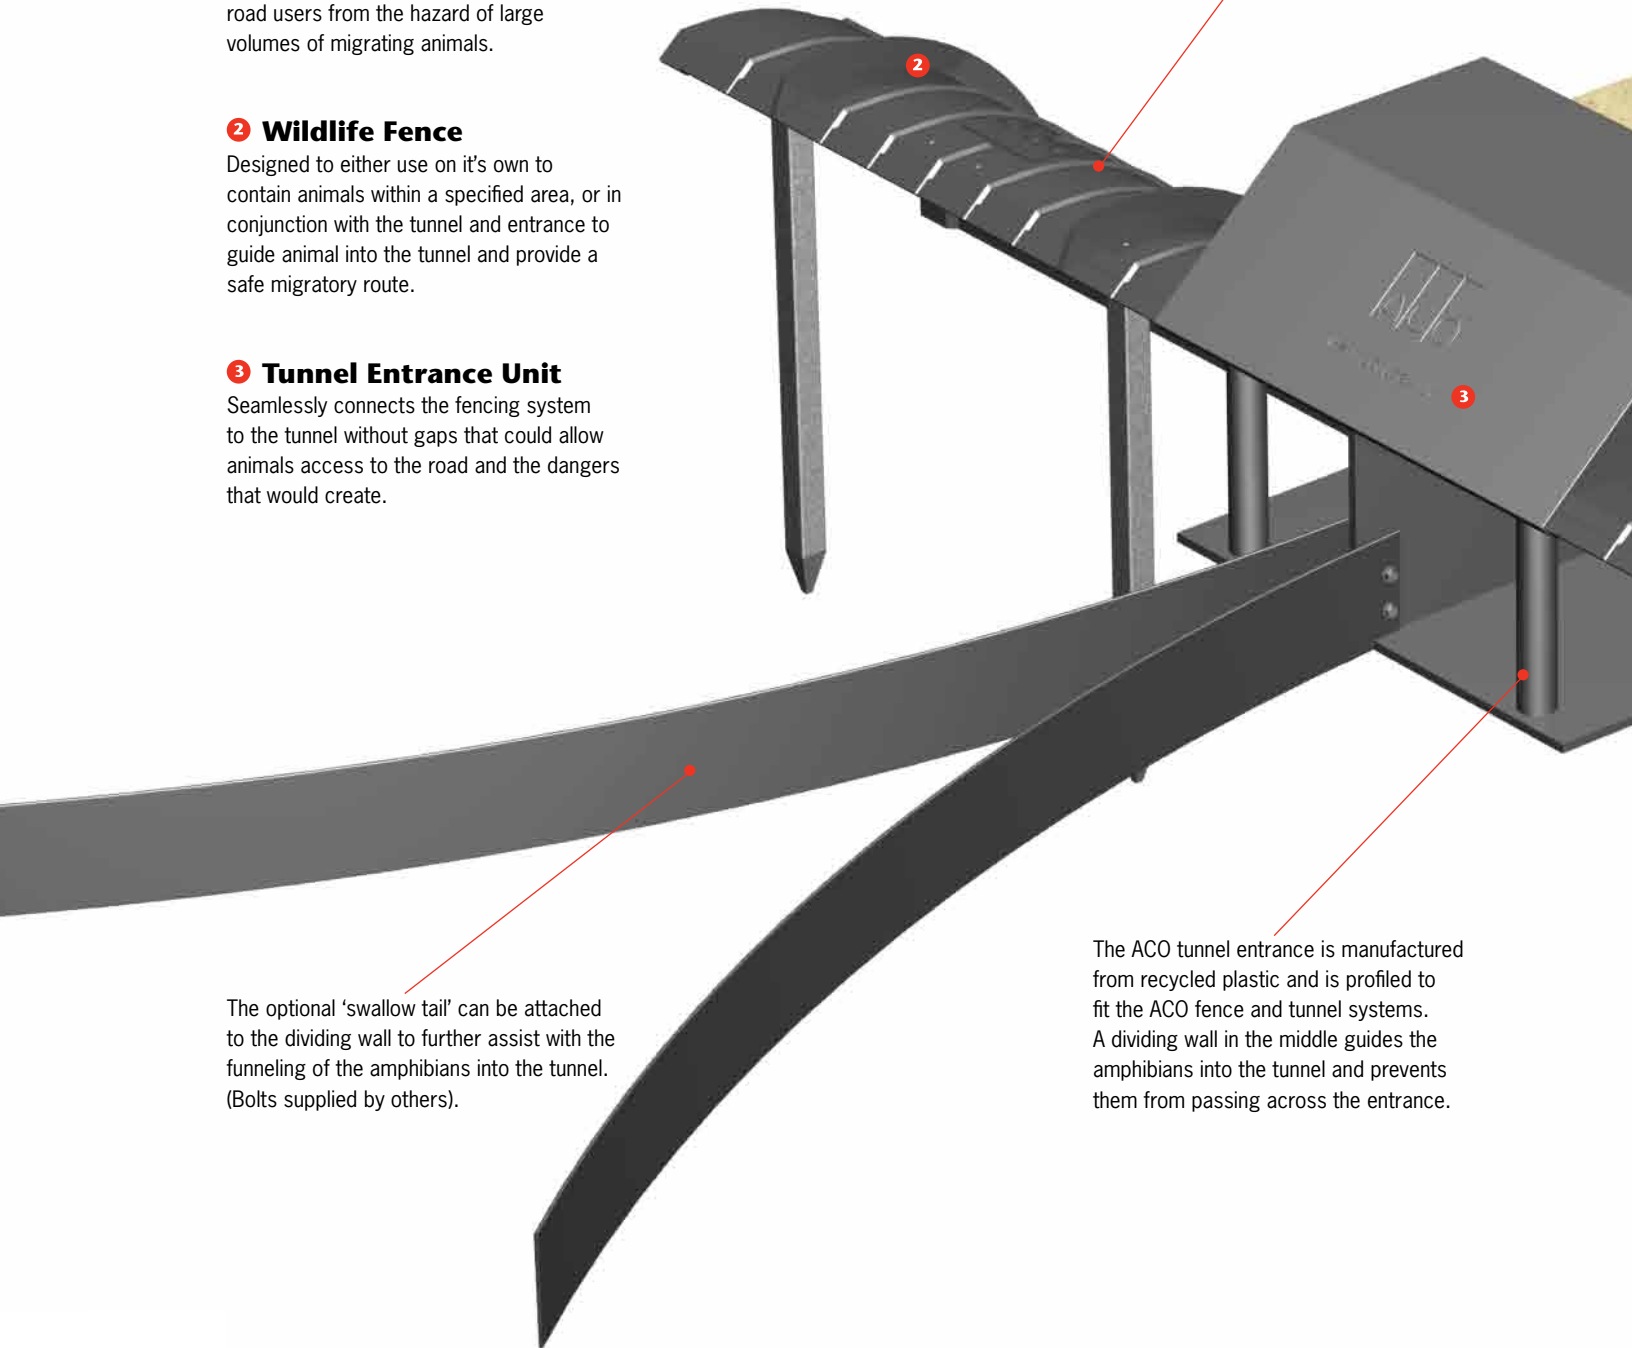 road users from the hazard of large
volumes of migrating animals.
2 Wildlife Fence
Designed to either use on it's own to
contain animals within a specified area, or in
conjunction with the tunnel and entrance to
guide animal into the tunnel and provide a
safe migratory route.
3 Tunnel Entrance Unit
Seamlessly connects the fencing system
to the tunnel without gaps that could allow
animals access to the road and the dangers
that would create.
2
3
The optional ‘swallow tail’ can be attached
to the dividing wall to further assist with the
funneling of the amphibians into the tunnel.
(Bolts supplied by others).
The ACO tunnel entrance is manufactured
from recycled plastic and is profiled to
fit the ACO fence and tunnel systems.
A dividing wall in the middle guides the
amphibians into the tunnel and prevents
them from passing across the entrance.